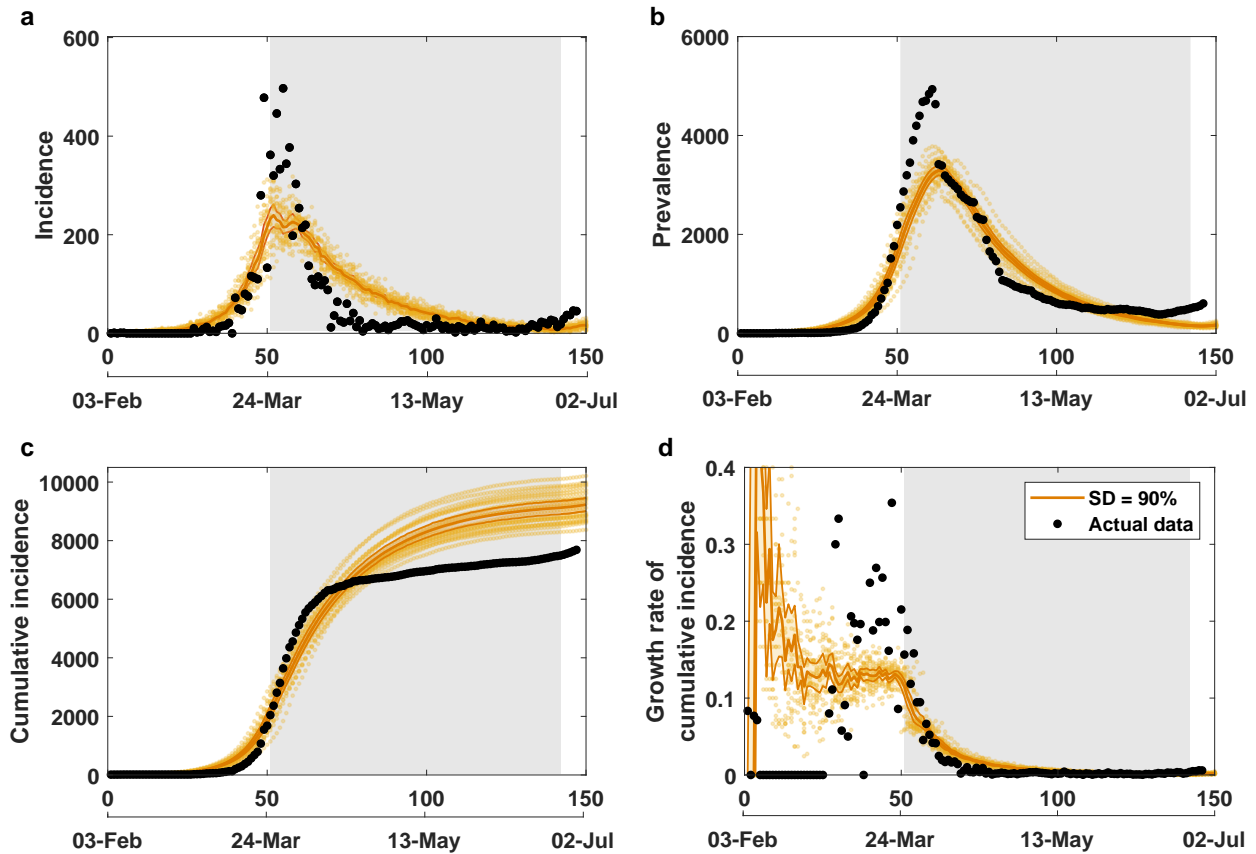 a
600
400
200
0
Incidence
0 50 100 150
03-Feb 24-Mar 13-May 02-Jul
b
6000
4000
2000
0
Prevalence
0 50 100 150
03-Feb 24-Mar 13-May 02-Jul
c
10000
8000
6000
4000
2000
0
Cumulative incidence
0 50 100 150
03-Feb 24-Mar 13-May 02-Jul
d
0.4
0.3
0.2
0.1
0
Growth rate of
cumulative incidence
SD = 90%
Actual data
0 50 100 150
03-Feb 24-Mar 13-May 02-Jul